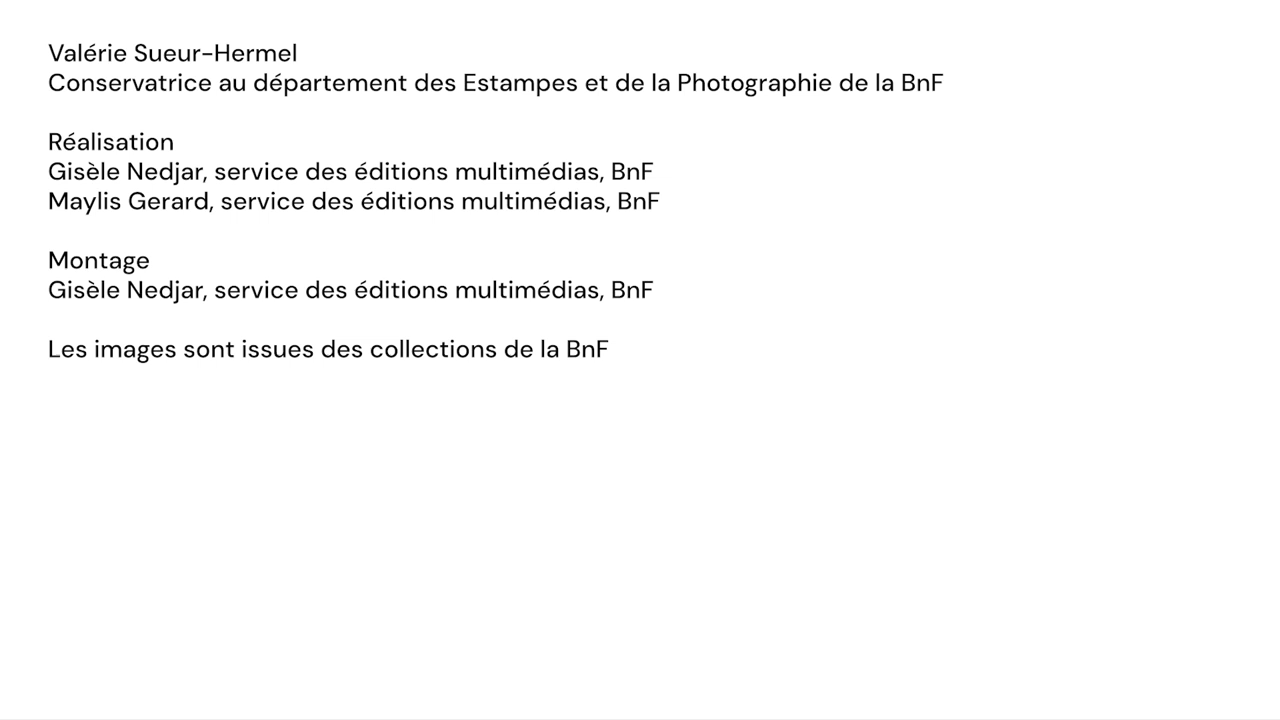 Valérie Sueur-Hermel
Conservatrice au département des Estampes et de la Photographie de la BnF
Réalisation
Gisèle Nedjar, service des éditions multimédias, BnF
Maylis Gerard, service des éditions multimédias, BnF
Montage
Gisèle Nedjar, service des éditions multimédias, BnF
Les images sont issues des collections de la BnF